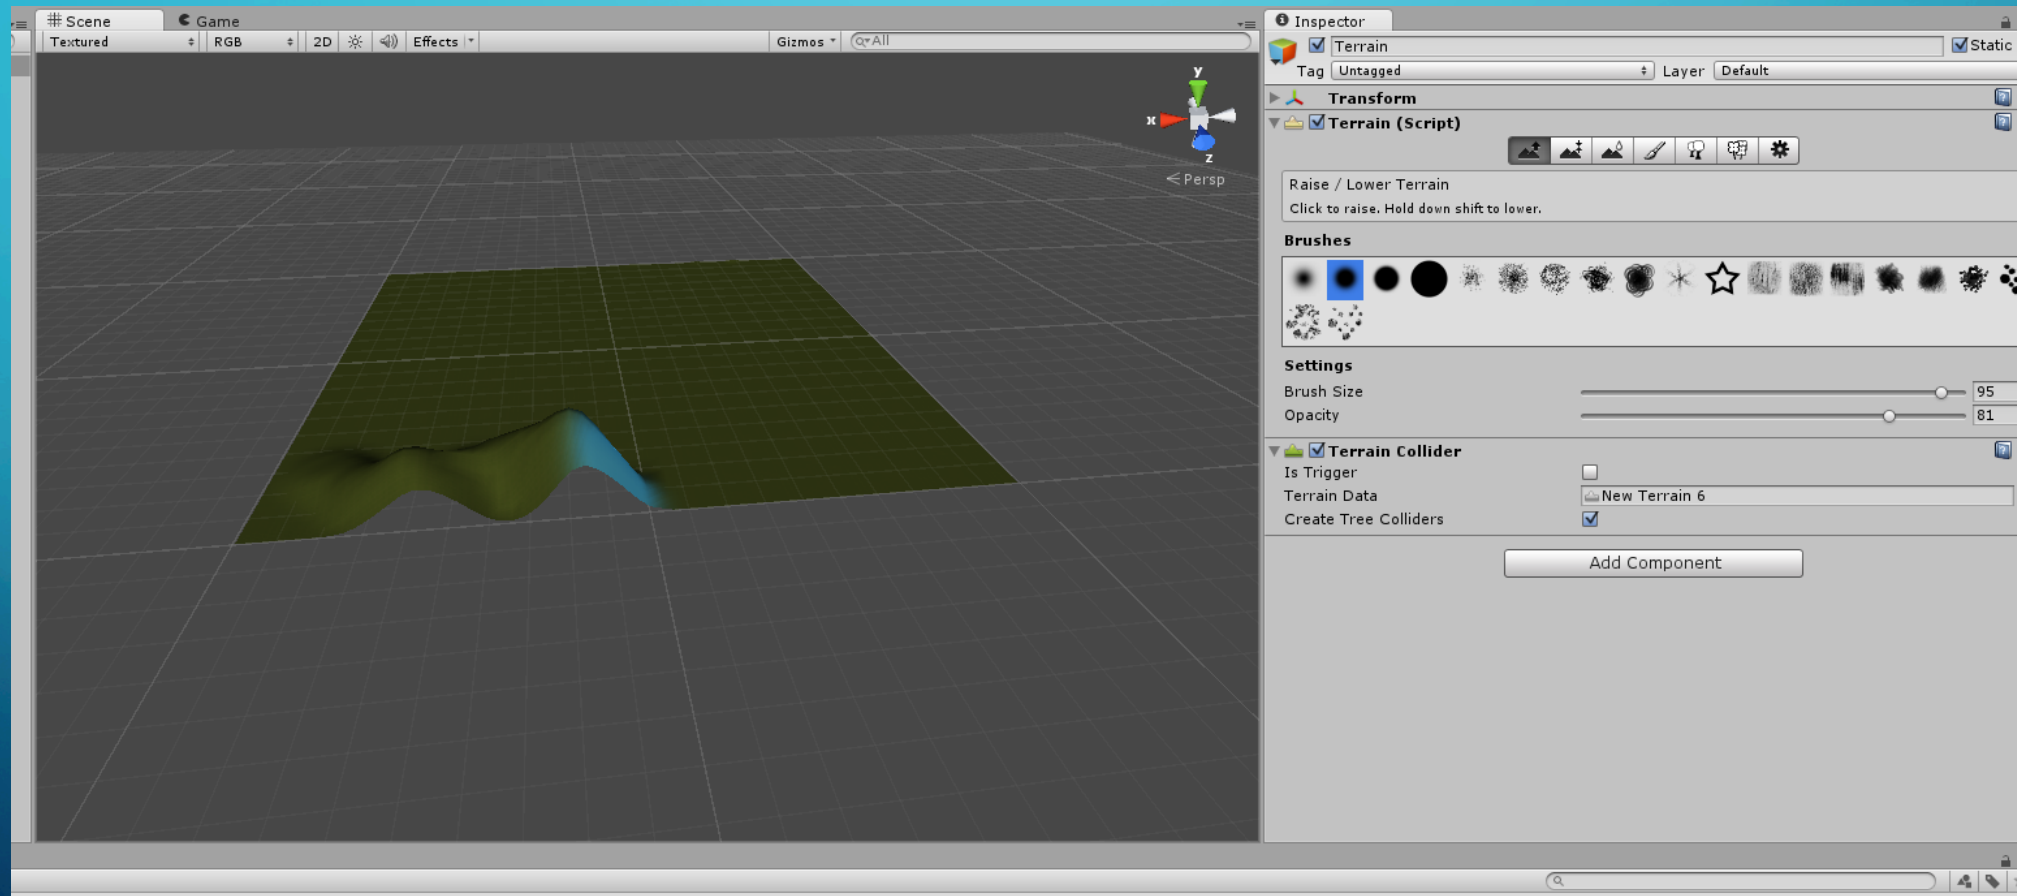 Scene Game
Textured RGB 2D Effects Gizmos All
y
x
z
Persp
Inspector
Terrain Static
Tag Untagged Layer Default
Transform
Terrain (Script)
Raise / Lower Terrain
Click to raise. Hold down shift to lower.
Brushes
Settings
Brush Size 95
Opacity 81
Terrain Collider
Is Trigger
Terrain Data New Terrain 6
Create Tree Colliders
Add Component